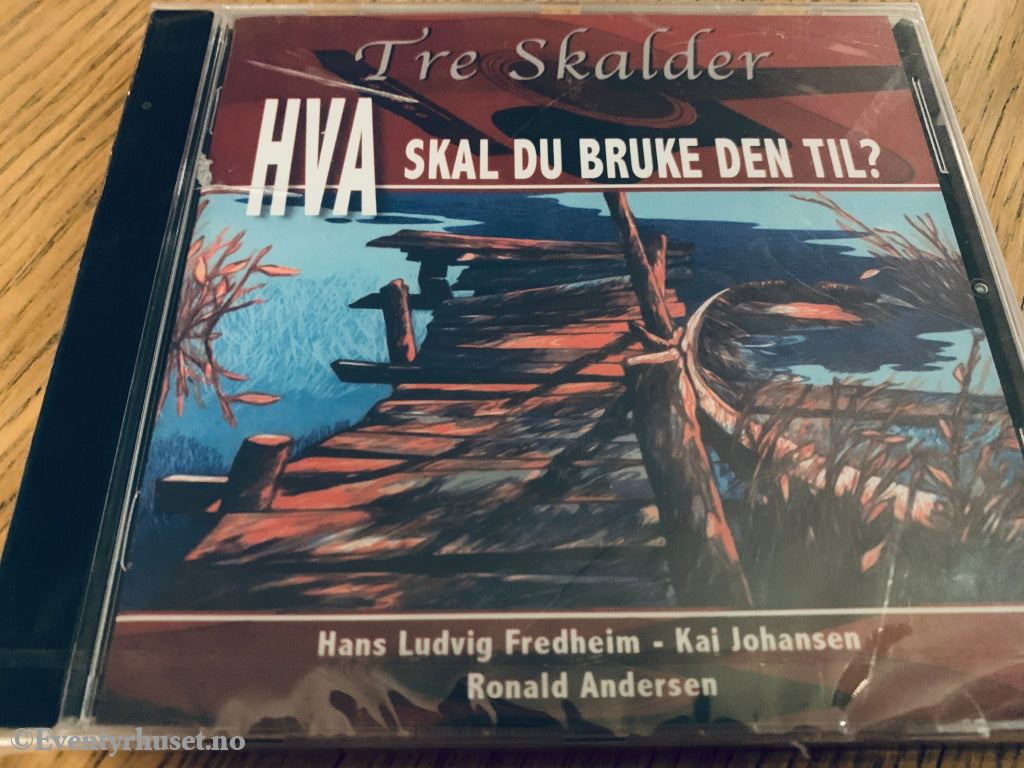 Tre Skalder
HVA SKAL DU BRUKE DEN TIL?
Hans Ludvig Fredheim - Kai Johansen
Ronald Andersen
©Eventyrhuset.no